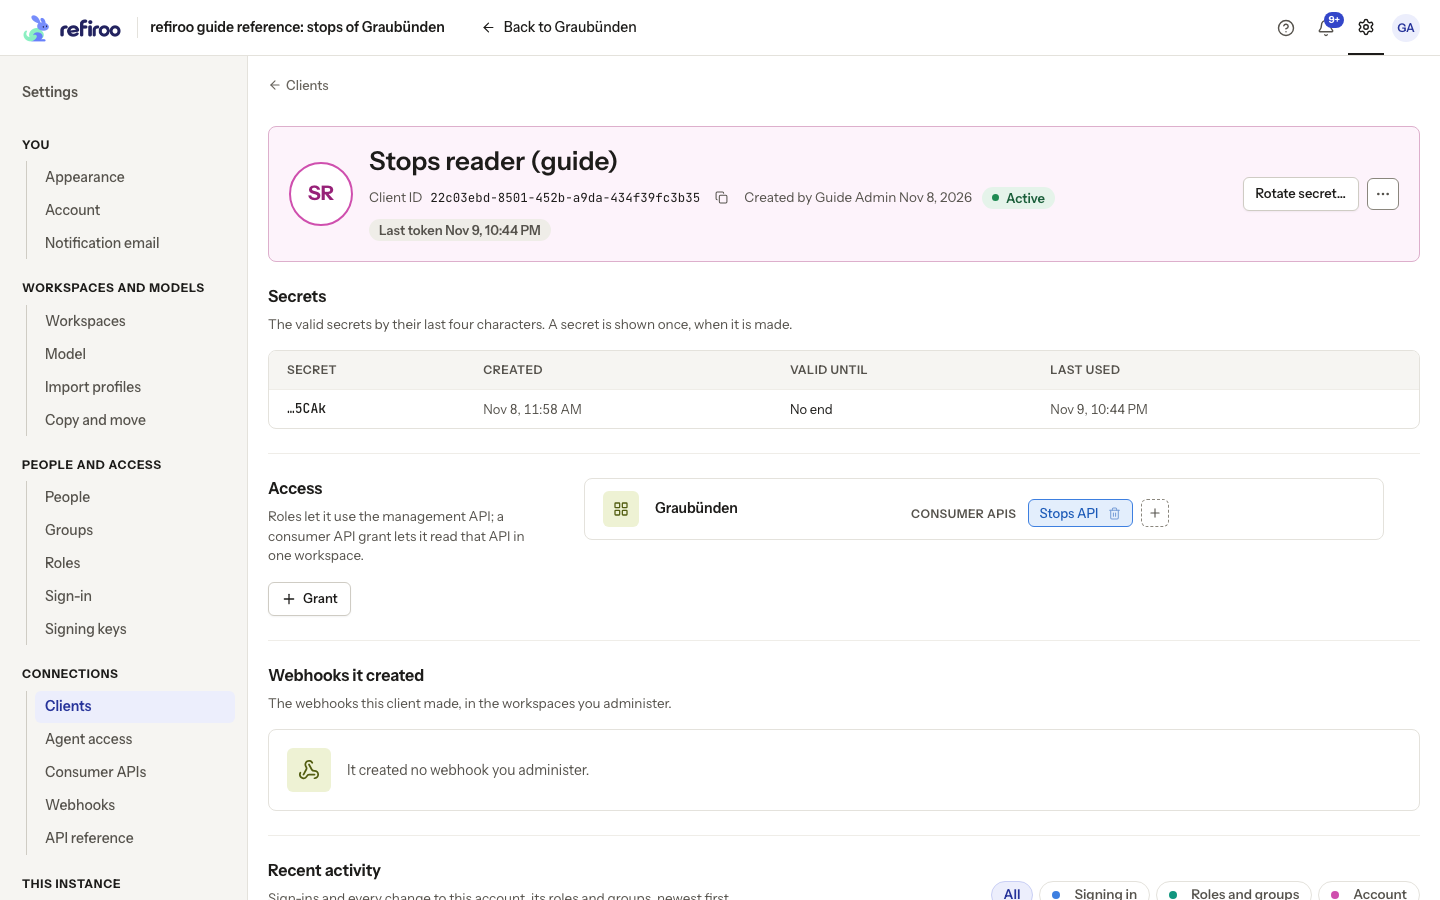 refiroo
refiroo guide reference: stops of Graubünden
Back to Graubünden
9+
GA
Settings
YOU
Appearance
Account
Notification email
WORKSPACES AND MODELS
Workspaces
Model
Import profiles
Copy and move
PEOPLE AND ACCESS
People
Groups
Roles
Sign-in
Signing keys
CONNECTIONS
Clients
Agent access
Consumer APIs
Webhooks
API reference
THIS INSTANCE
Clients
SR
Stops reader (guide)
Client ID 22c03ebd-8501-452b-a9da-434f39fc3b35 Created by Guide Admin Nov 8, 2026 Active
Last token Nov 9, 10:44 PM
Rotate secret...
Secrets
The valid secrets by their last four characters. A secret is shown once, when it is made.
SECRET CREATED VALID UNTIL LAST USED
…5CAk Nov 8, 11:58 AM No end Nov 9, 10:44 PM
Access
Roles let it use the management API; a
consumer API grant lets it read that API in
one workspace.
Grant
Graubünden
CONSUMER APIS
Stops API
Webhooks it created
The webhooks this client made, in the workspaces you administer.
It created no webhook you administer.
Recent activity
Sign-ins and every change to this account, its roles and groups, newest first.
All
Signing in
Roles and groups
Account